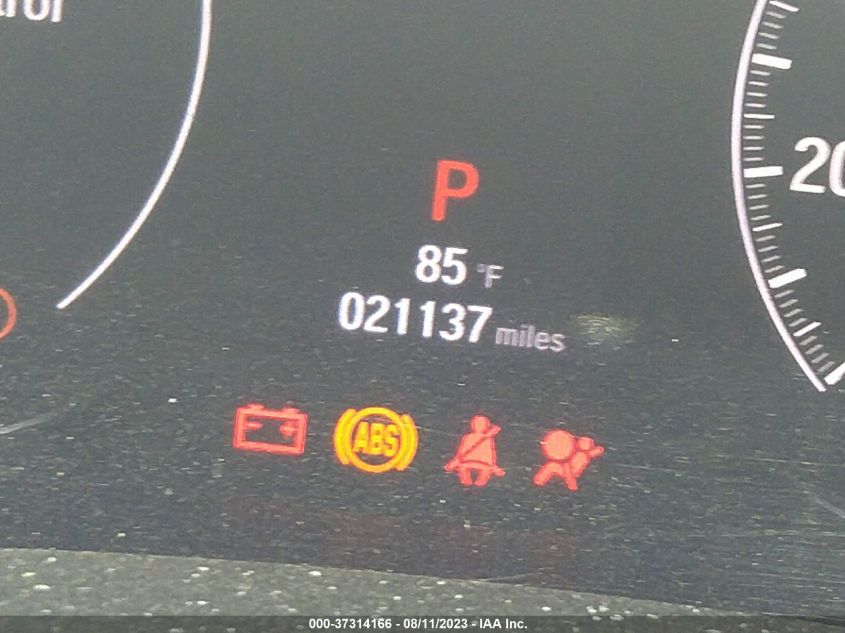 P
85 °F
021137 miles
ABS
000-37314166 - 08/11/2023 - IAA Inc.